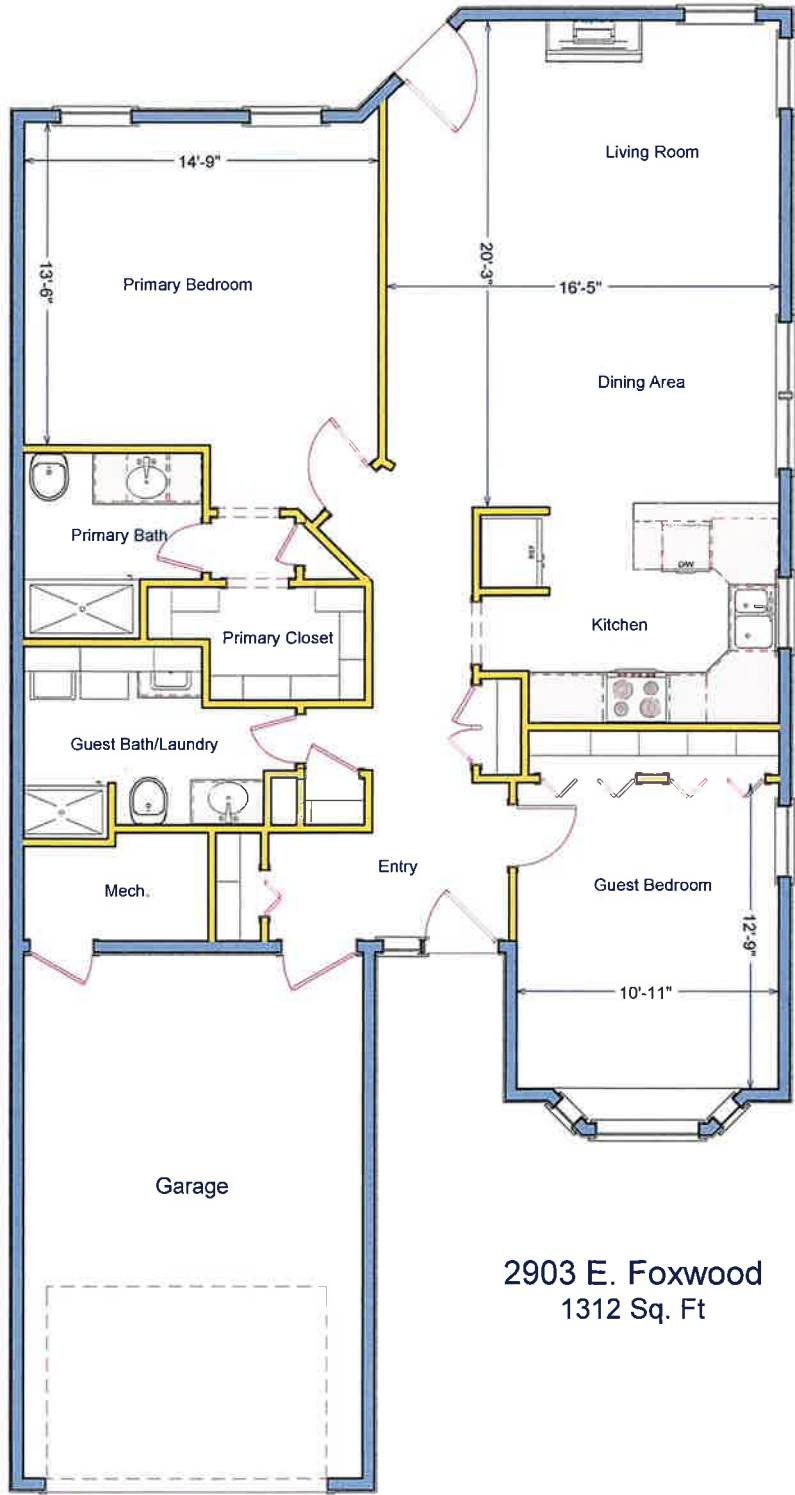 Living Room
14'-9"
20'-3"
13'-6"
Primary Bedroom
16'-5"
Dining Area
Primary Bath
DW
Kitchen
Primary Closet
Guest Bath/Laundry
Entry
Mech.
Guest Bedroom
12'-9"
10'-11"
Garage
2903 E. Foxwood
1312 Sq. Ft